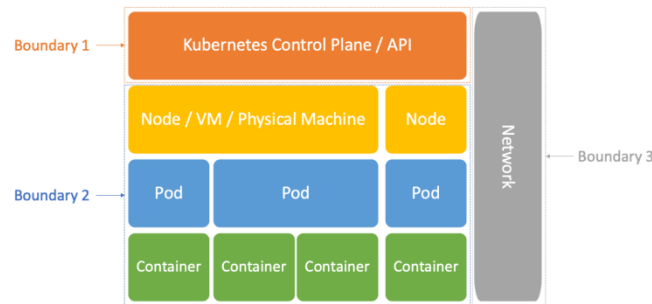 Boundary 1
Kubernetes Control Plane / API
Node / VM / Physical Machine
Node
Network
Boundary 3
Boundary 2
Pod
Pod
Pod
Container
Container
Container
Container